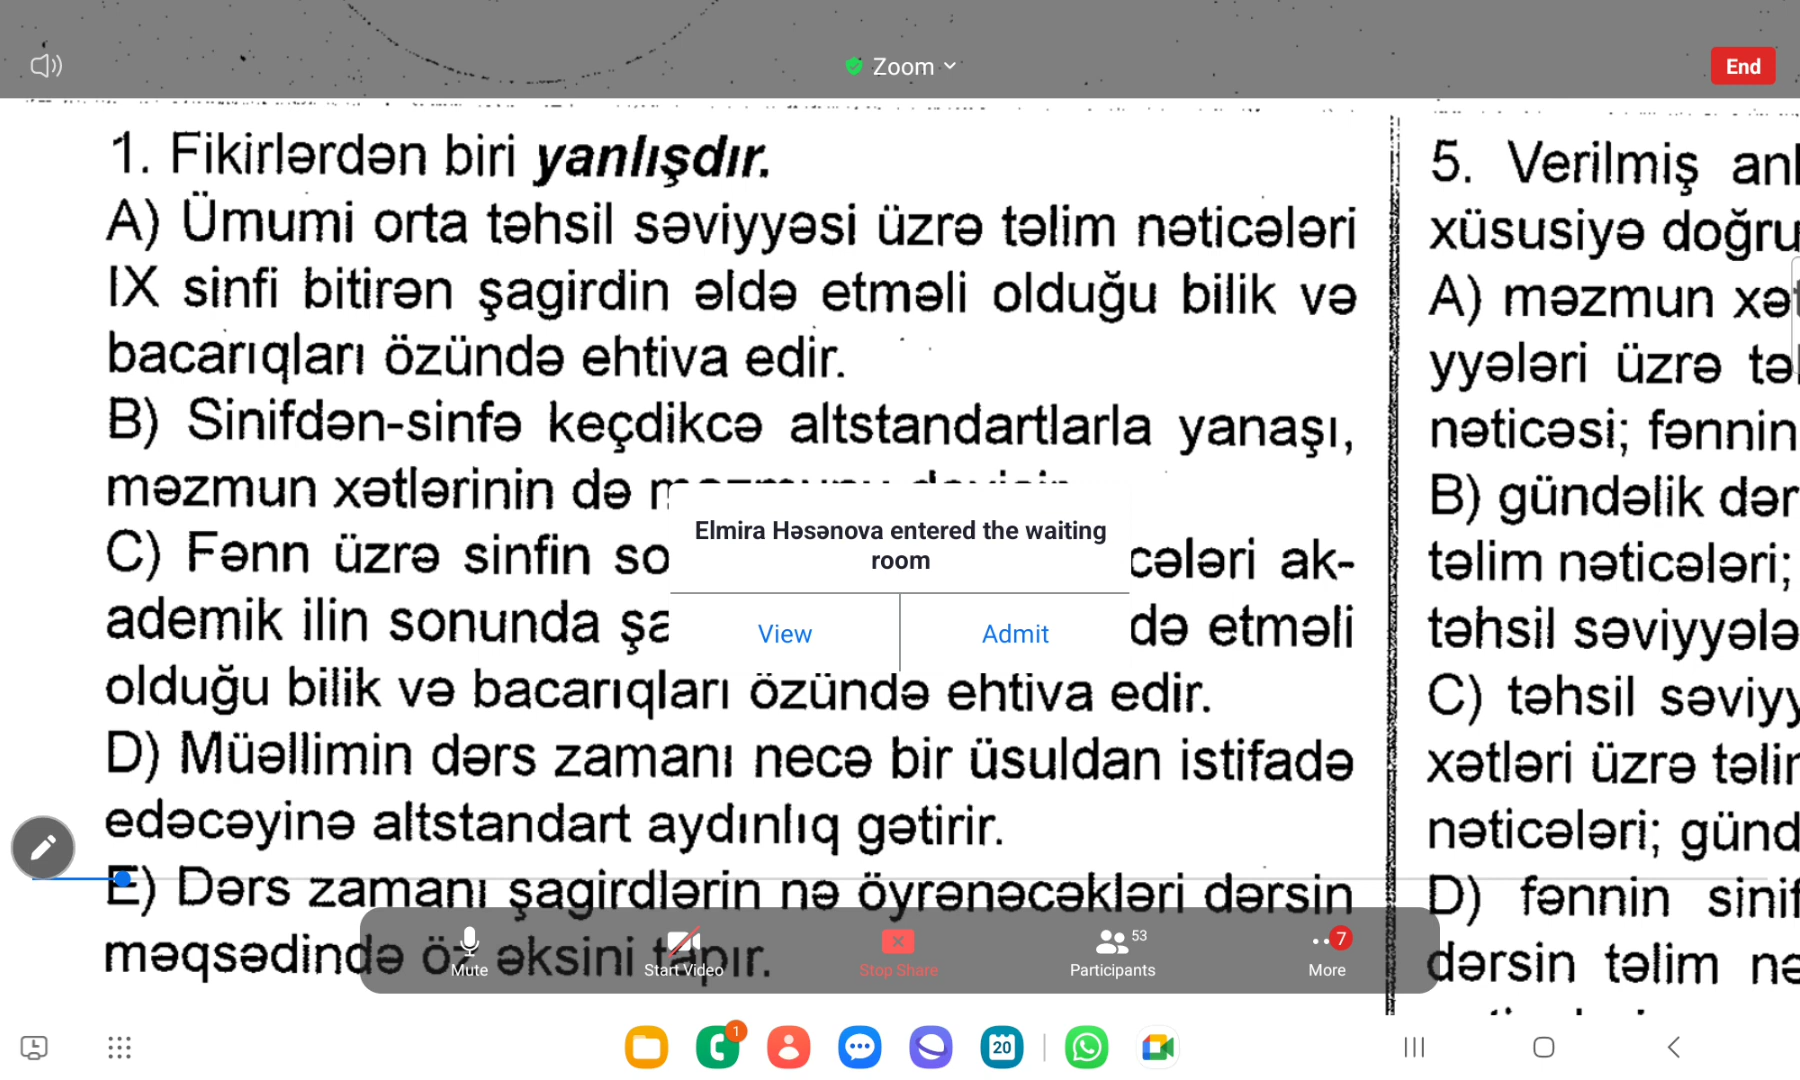 Zoom
End
1. Fikirlərdən biri yanlışdır.
A) Ümumi orta təhsil səviyyəsi üzrə təlim nəticələri
IX sinfi bitirən şagirdin əldə etməli olduğu bilik və
bacarıqları özündə ehtiva edir.
B) Sinifdən-sinfə keçdikcə altstandartlarla yanaşı,
məzmun xətlərinin də
C) Fənn üzrə sinfin so cələri ak-
ademik ilin sonunda şa də etməli
olduğu bilik və bacarıqları özündə ehtiva edir.
D) Müəllimin dərs zamanı necə bir üsuldan istifadə
edəcəyinə altstandart aydınlıq gətirir.
E) Dərs zamanı şagirdlərin nə öyrənəcəkləri dərsin
məqsədində öz əksini tapır.
5. Verilmiş anl
xüsusiyə doğru
A) məzmun xət
yyələri üzrə təl
nəticəsi; fənnin
B) gündəlik dər
təlim nəticələri;
təhsil səviyyələ
C) təhsil səviyy
xətləri üzrə təlim
nəticələri; günd
D) fənnin sinif
dərsin təlim nə
Elmira Həsənova entered the waiting
room
View Admit
Mute Start Video Stop Share Participants 53 More 7
1
20